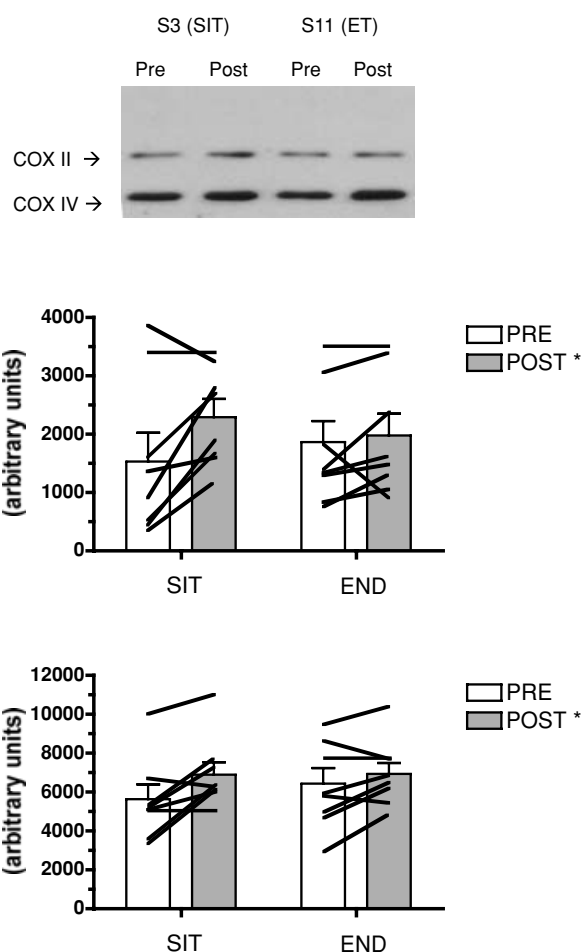 S3 (SIT) S11 (ET)
Pre Post Pre Post
COX II →
COX IV →
4000
3000
2000
1000
0
(arbitrary units)
PRE
POST *
SIT END
12000
10000
8000
6000
4000
2000
0
(arbitrary units)
PRE
POST *
SIT END